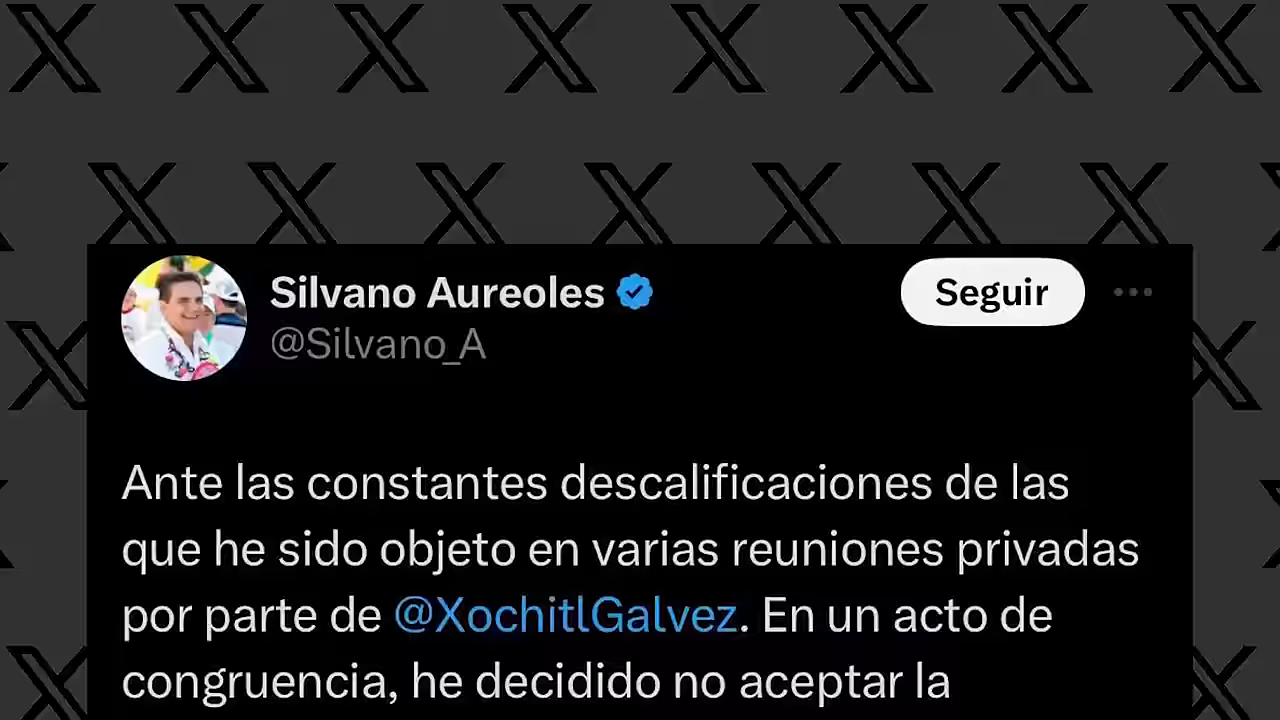 Silvano Aureoles
Seguir
@Silvano_A
Ante las constantes descalificaciones de las
que he sido objeto en varias reuniones privadas
por parte de @XochitlGalvez. En un acto de
congruencia, he decidido no aceptar la